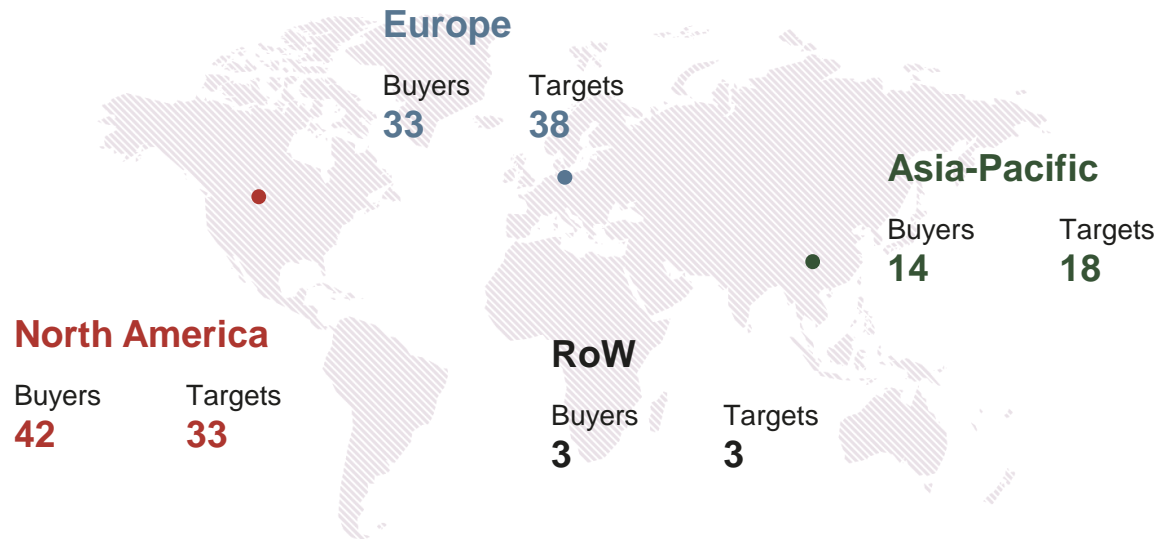 Europe
Buyers Targets
33 38
Asia-Pacific
Buyers Targets
14 18
North America
Buyers Targets
42 33
RoW
Buyers Targets
3 3